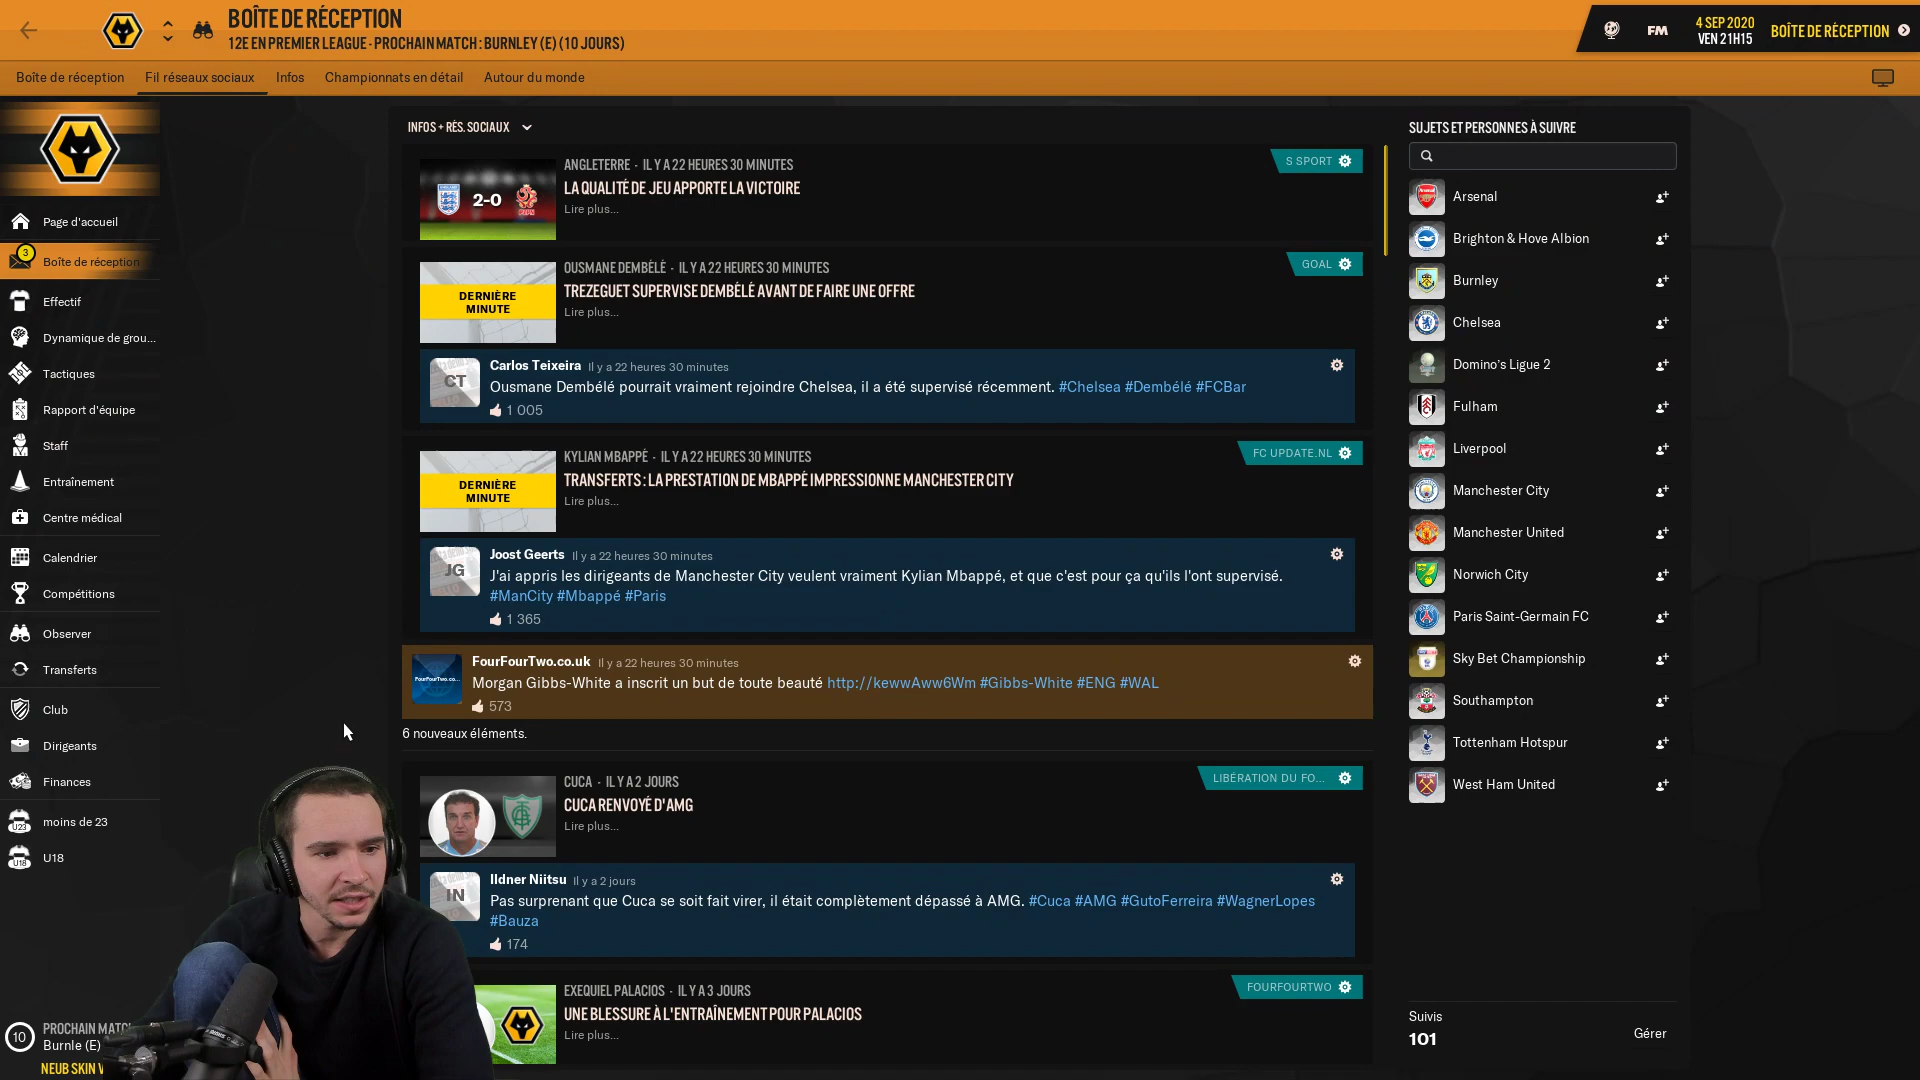 BOÎTE DE RÉCEPTION
12E EN PREMIER LEAGUE - PROCHAIN MATCH : BURNLEY (E) (10 JOURS)
FM
4 SEP 2020
VEN 21H15
BOÎTE DE RÉCEPTION
Boîte de réception
Fil réseaux sociaux
Infos
Championnats en détail
Autour du monde
Page d'accueil
3
Boîte de réception
Effectif
Dynamique de grou...
Tactiques
Rapport d'équipe
Staff
Entraînement
Centre médical
Calendrier
Compétitions
Observer
Transferts
Club
Dirigeants
Finances
U23
moins de 23
U18
U18
10
PROCHAIN MATC
Burnle (E)
NEUB SKIN V
INFOS + RÉS. SOCIAUX
2-0
ANGLETERRE - IL Y A 22 HEURES 30 MINUTES
S SPORT
LA QUALITÉ DE JEU APPORTE LA VICTOIRE
Lire plus...
DERNIÈRE
MINUTE
OUSMANE DEMBÉLÉ - IL Y A 22 HEURES 30 MINUTES
GOAL
TREZEGUET SUPERVISE DEMBÉLÉ AVANT DE FAIRE UNE OFFRE
Lire plus...
CT
Carlos Teixeira Il y a 22 heures 30 minutes
Ousmane Dembélé pourrait vraiment rejoindre Chelsea, il a été supervisé récemment. #Chelsea #Dembélé #FCBar
1 005
DERNIÈRE
MINUTE
KYLIAN MBAPPÉ - IL Y A 22 HEURES 30 MINUTES
FC UPDATE.NL
TRANSFERTS : LA PRESTATION DE MBAPPÉ IMPRESSIONNE MANCHESTER CITY
Lire plus...
JG
Joost Geerts Il y a 22 heures 30 minutes
J'ai appris les dirigeants de Manchester City veulent vraiment Kylian Mbappé, et que c'est pour ça qu'ils l'ont supervisé.
#ManCity #Mbappé #Paris
1 365
FourFourTwo.co...
FourFourTwo.co.uk Il y a 22 heures 30 minutes
Morgan Gibbs-White a inscrit un but de toute beauté http://kewwAww6Wm #Gibbs-White #ENG #WAL
573
6 nouveaux éléments.
CUCA - IL Y A 2 JOURS
LIBÉRATION DU FO...
CUCA RENVOYÉ D'AMG
Lire plus...
IN
Ildner Niitsu Il y a 2 jours
Pas surprenant que Cuca se soit fait virer, il était complètement dépassé à AMG. #Cuca #AMG #GutoFerreira #WagnerLopes
#Bauza
174
EXEQUIEL PALACIOS - IL Y A 3 JOURS
FOURFOURTWO
UNE BLESSURE À L'ENTRAÎNEMENT POUR PALACIOS
Lire plus...
SUJETS ET PERSONNES À SUIVRE
Arsenal
Brighton & Hove Albion
Burnley
Chelsea
Domino's Ligue 2
Fulham
Liverpool
Manchester City
Manchester United
Norwich City
Paris Saint-Germain FC
Sky Bet Championship
Southampton
Tottenham Hotspur
West Ham United
Suivis
101
Gérer